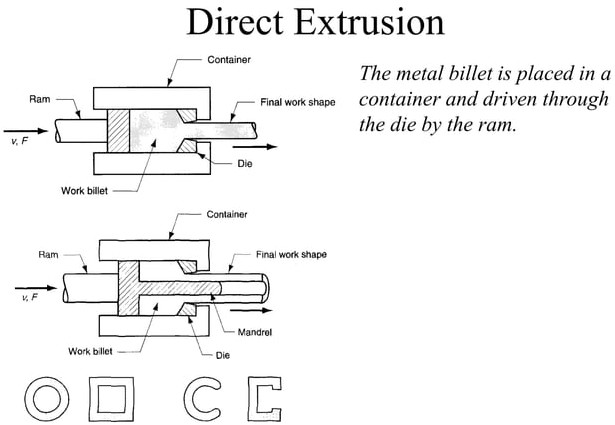 Direct Extrusion
Container
Ram
Final work shape
v, F
Die
Work billet
The metal billet is placed in a
container and driven through
the die by the ram.
Container
Ram
Final work shape
v, F
Mandrel
Work billet
Die